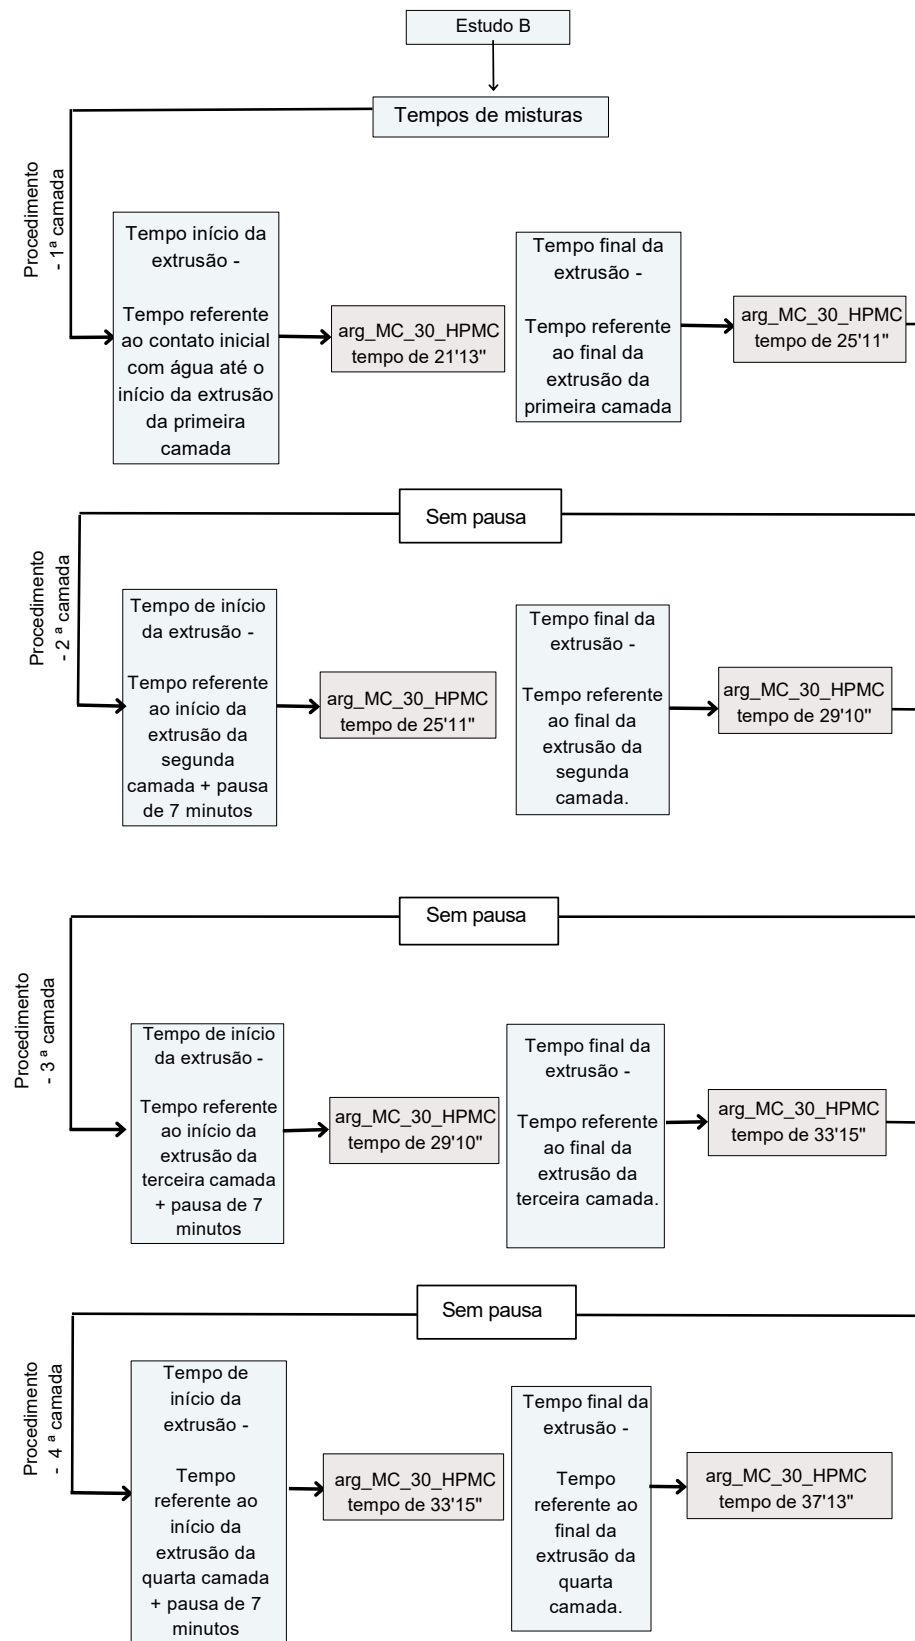 Estudo B
Tempos de misturas
Procedimento
- 1ª camada
Tempo início da
extrusão -
Tempo referente
ao contato inicial
com água até o
início da extrusão
da primeira
camada
arg_MC_30_HPMC
tempo de 21'13"
Tempo final da
extrusão -
Tempo referente
ao final da
extrusão da
primeira camada
arg_MC_30_HPMC
tempo de 25'11"
Sem pausa
Procedimento
- 2 ª camada
Tempo de início
da extrusão -
Tempo referente
ao início da
extrusão da
segunda
camada + pausa
de 7 minutos
arg_MC_30_HPMC
tempo de 25'11"
Tempo final da
extrusão -
Tempo referente
ao final da
extrusão da
segunda
camada.
arg_MC_30_HPMC
tempo de 29'10"
Sem pausa
Procedimento
- 3 ª camada
Tempo de início
da extrusão -
Tempo referente
ao início da
extrusão da
terceira camada
+ pausa de 7
minutos
arg_MC_30_HPMC
tempo de 29'10"
Tempo final da
extrusão -
Tempo referente
ao final da
extrusão da
terceira camada.
arg_MC_30_HPMC
tempo de 33'15"
Sem pausa
Procedimento
- 4 ª camada
Tempo de
início da
extrusão -
Tempo
referente ao
início da
extrusão da
quarta camada
+ pausa de 7
minutos
arg_MC_30_HPMC
tempo de 33'15"
Tempo final da
extrusão -
Tempo
referente ao
final da
extrusão da
quarta
camada.
arg_MC_30_HPMC
tempo de 37'13"